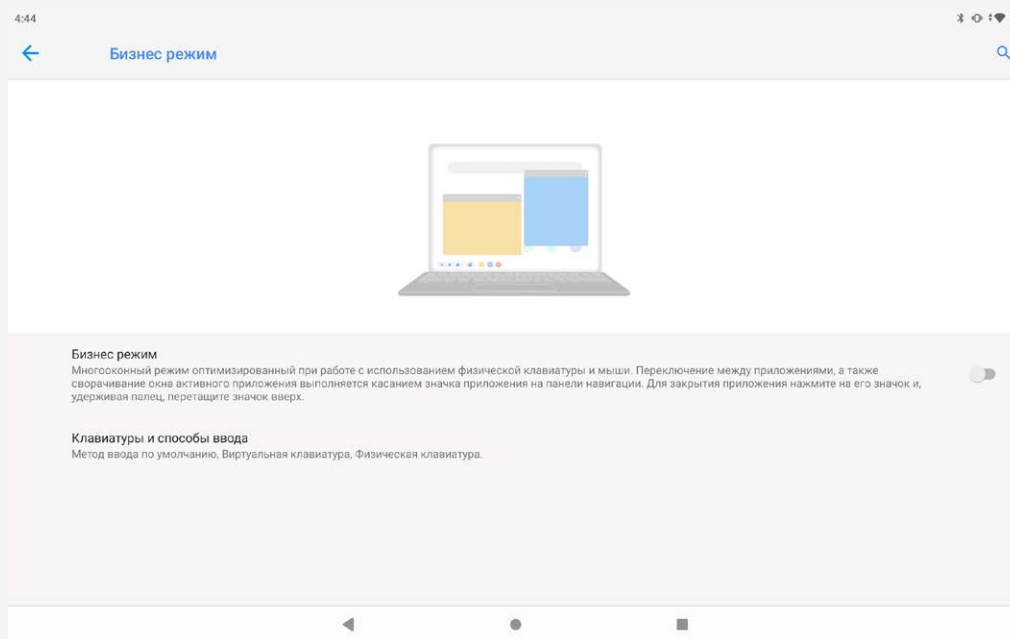 4:44
Бизнес режим
Бизнес режим
Многооконный режим оптимизированный при работе с использованием физической клавиатуры и мыши. Переключение между приложениями, а также
сворачивание окна активного приложения выполняется касанием значка приложения на панели навигации. Для закрытия приложения нажмите на его значок и,
удерживая палец, перетащите значок вверх.
Клавиатуры и способы ввода
Метод ввода по умолчанию, Виртуальная клавиатура, Физическая клавиатура.